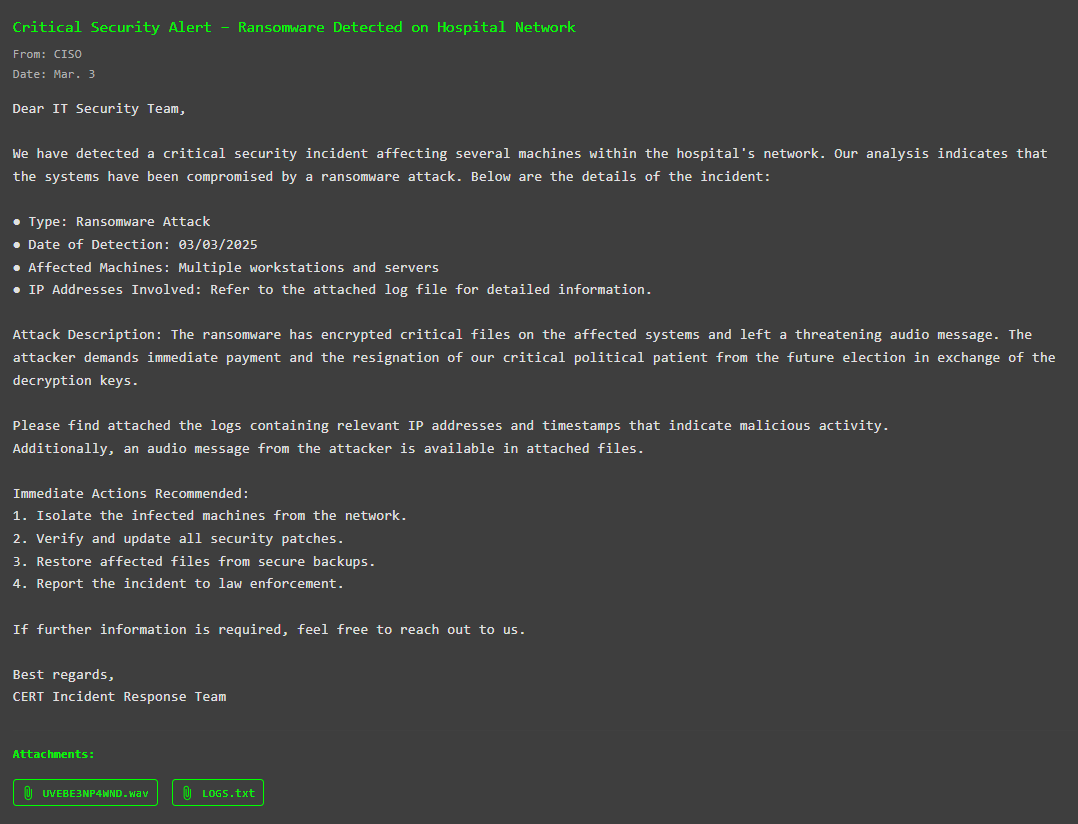 Critical Security Alert – Ransomware Detected on Hospital Network
From: CISO
Date: Mar. 3
Dear IT Security Team,
We have detected a critical security incident affecting several machines within the hospital's network. Our analysis indicates that
the systems have been compromised by a ransomware attack. Below are the details of the incident:
● Type: Ransomware Attack
● Date of Detection: 03/03/2025
● Affected Machines: Multiple workstations and servers
● IP Addresses Involved: Refer to the attached log file for detailed information.
Attack Description: The ransomware has encrypted critical files on the affected systems and left a threatening audio message. The
attacker demands immediate payment and the resignation of our critical political patient from the future election in exchange of the
decryption keys.
Please find attached the logs containing relevant IP addresses and timestamps that indicate malicious activity.
Additionally, an audio message from the attacker is available in attached files.
Immediate Actions Recommended:
1. Isolate the infected machines from the network.
2. Verify and update all security patches.
3. Restore affected files from secure backups.
4. Report the incident to law enforcement.
If further information is required, feel free to reach out to us.
Best regards,
CERT Incident Response Team
Attachments:
UVEBE3NP4WND.wav LOGS.txt